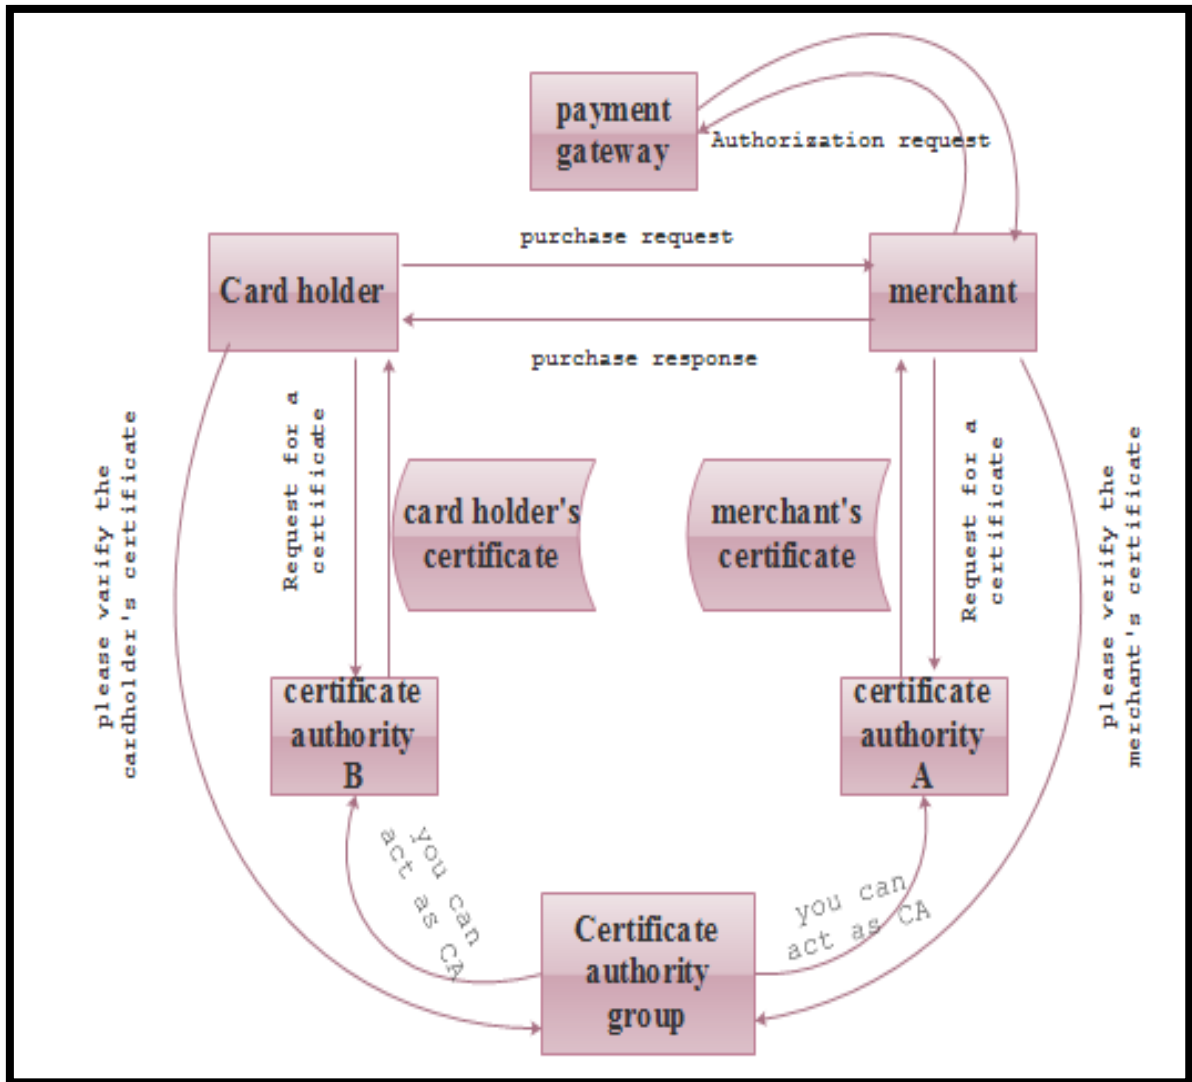 payment
gateway
Authorization request
purchase request
Card holder
merchant
purchase response
please varify the
cardholder's certificate
Request for a
certificate
card holder's
certificate
merchant's
certificate
Request for a
certificate
please verify the
merchant's certificate
certificate
authority
B
certificate
authority
A
you can
act as CA
you can
act as CA
Certificate
authority
group